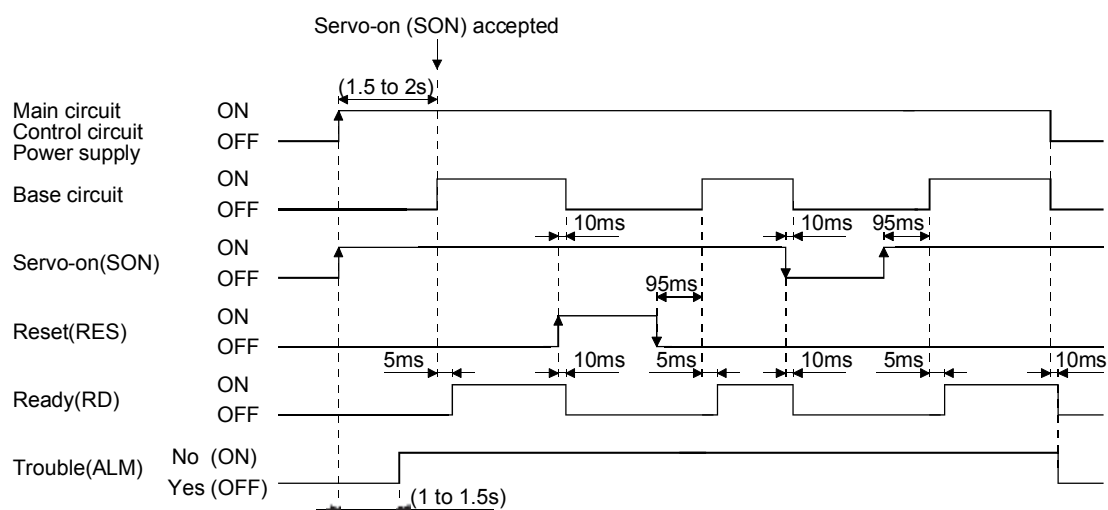 Servo-on (SON) accepted
(1.5 to 2s)
Main circuit
Control circuit
Power supply
ON
OFF
Base circuit
ON
OFF
10ms 10ms 95ms
Servo-on(SON)
ON
OFF
95ms
Reset(RES)
ON
OFF
5ms 10ms 5ms 10ms 5ms 10ms
Ready(RD)
ON
OFF
Trouble(ALM)
No (ON)
Yes (OFF)
(1 to 1.5s)